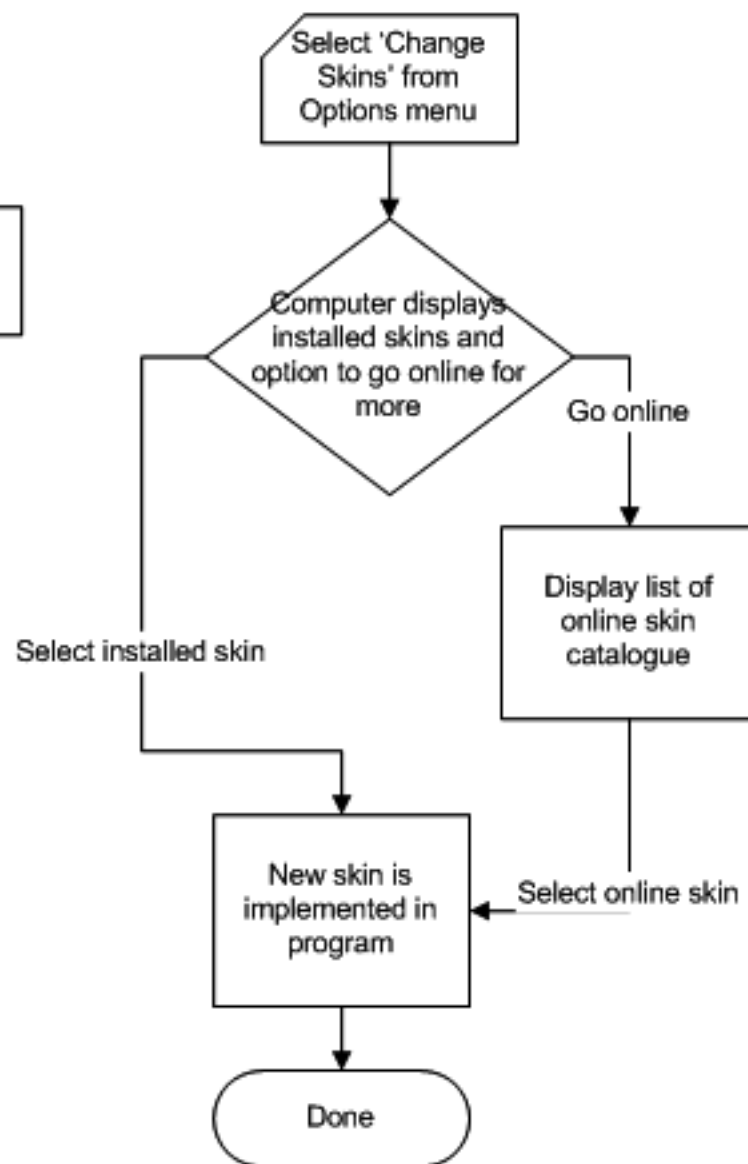 Select 'Change
Skins' from
Options menu
Computer displays
installed skins and
option to go online for
more
Go online
Display list of
online skin
catalogue
Select installed skin
New skin is
implemented in
program
Select online skin
Done